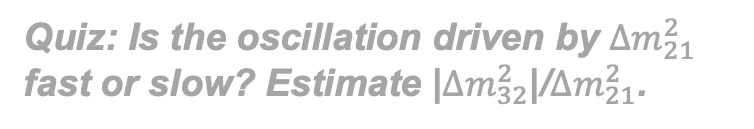 Quiz: Is the oscillation driven by Δm²₂₁
fast or slow? Estimate |Δm²₃₂|/Δm²₂₁.